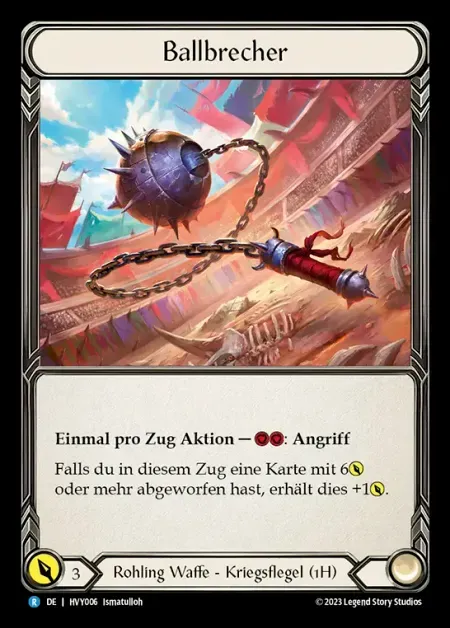 Ballbrecher
Einmal pro Zug Aktion — : Angriff
Falls du in diesem Zug eine Karte mit 6
oder mehr abgeworfen hast, erhält dies +1.
3
Rohling Waffe - Kriegsflegel (1H)
R DE | HVY006 Ismatulloh
© 2023 Legend Story Studios